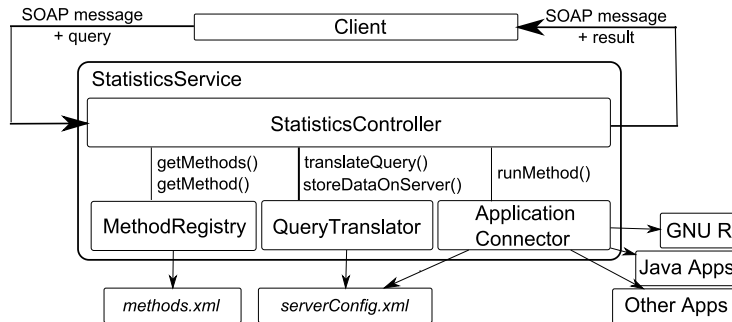 SOAP message
+ query
Client
SOAP message
+ result
StatisticsService
StatisticsController
getMethods()
getMethod()
translateQuery()
storeDataOnServer()
runMethod()
MethodRegistry
QueryTranslator
Application
Connector
GNU R
Java Apps
Other Apps
methods.xml
serverConfig.xml